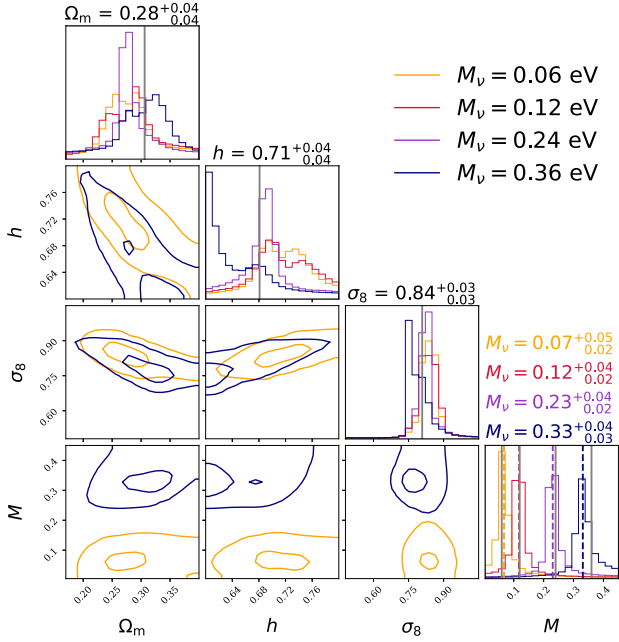 Ωm = 0.28+0.04 0.04
Mν = 0.06 eV
Mν = 0.12 eV
Mν = 0.24 eV
Mν = 0.36 eV
h = 0.71+0.04 0.04
0.76
0.72
0.68
0.64
h
σ8 = 0.84+0.03 0.03
0.90
0.75
0.60
σ8
Mν = 0.07+0.05 0.02
Mν = 0.12+0.04 0.02
Mν = 0.23+0.04 0.02
Mν = 0.33+0.04 0.03
0.4
0.3
0.2
0.1
M
0.20 0.25 0.30 0.35
0.64 0.68 0.72 0.76
0.60 0.75 0.90
0.1 0.2 0.3 0.4
Ωm h σ8 M